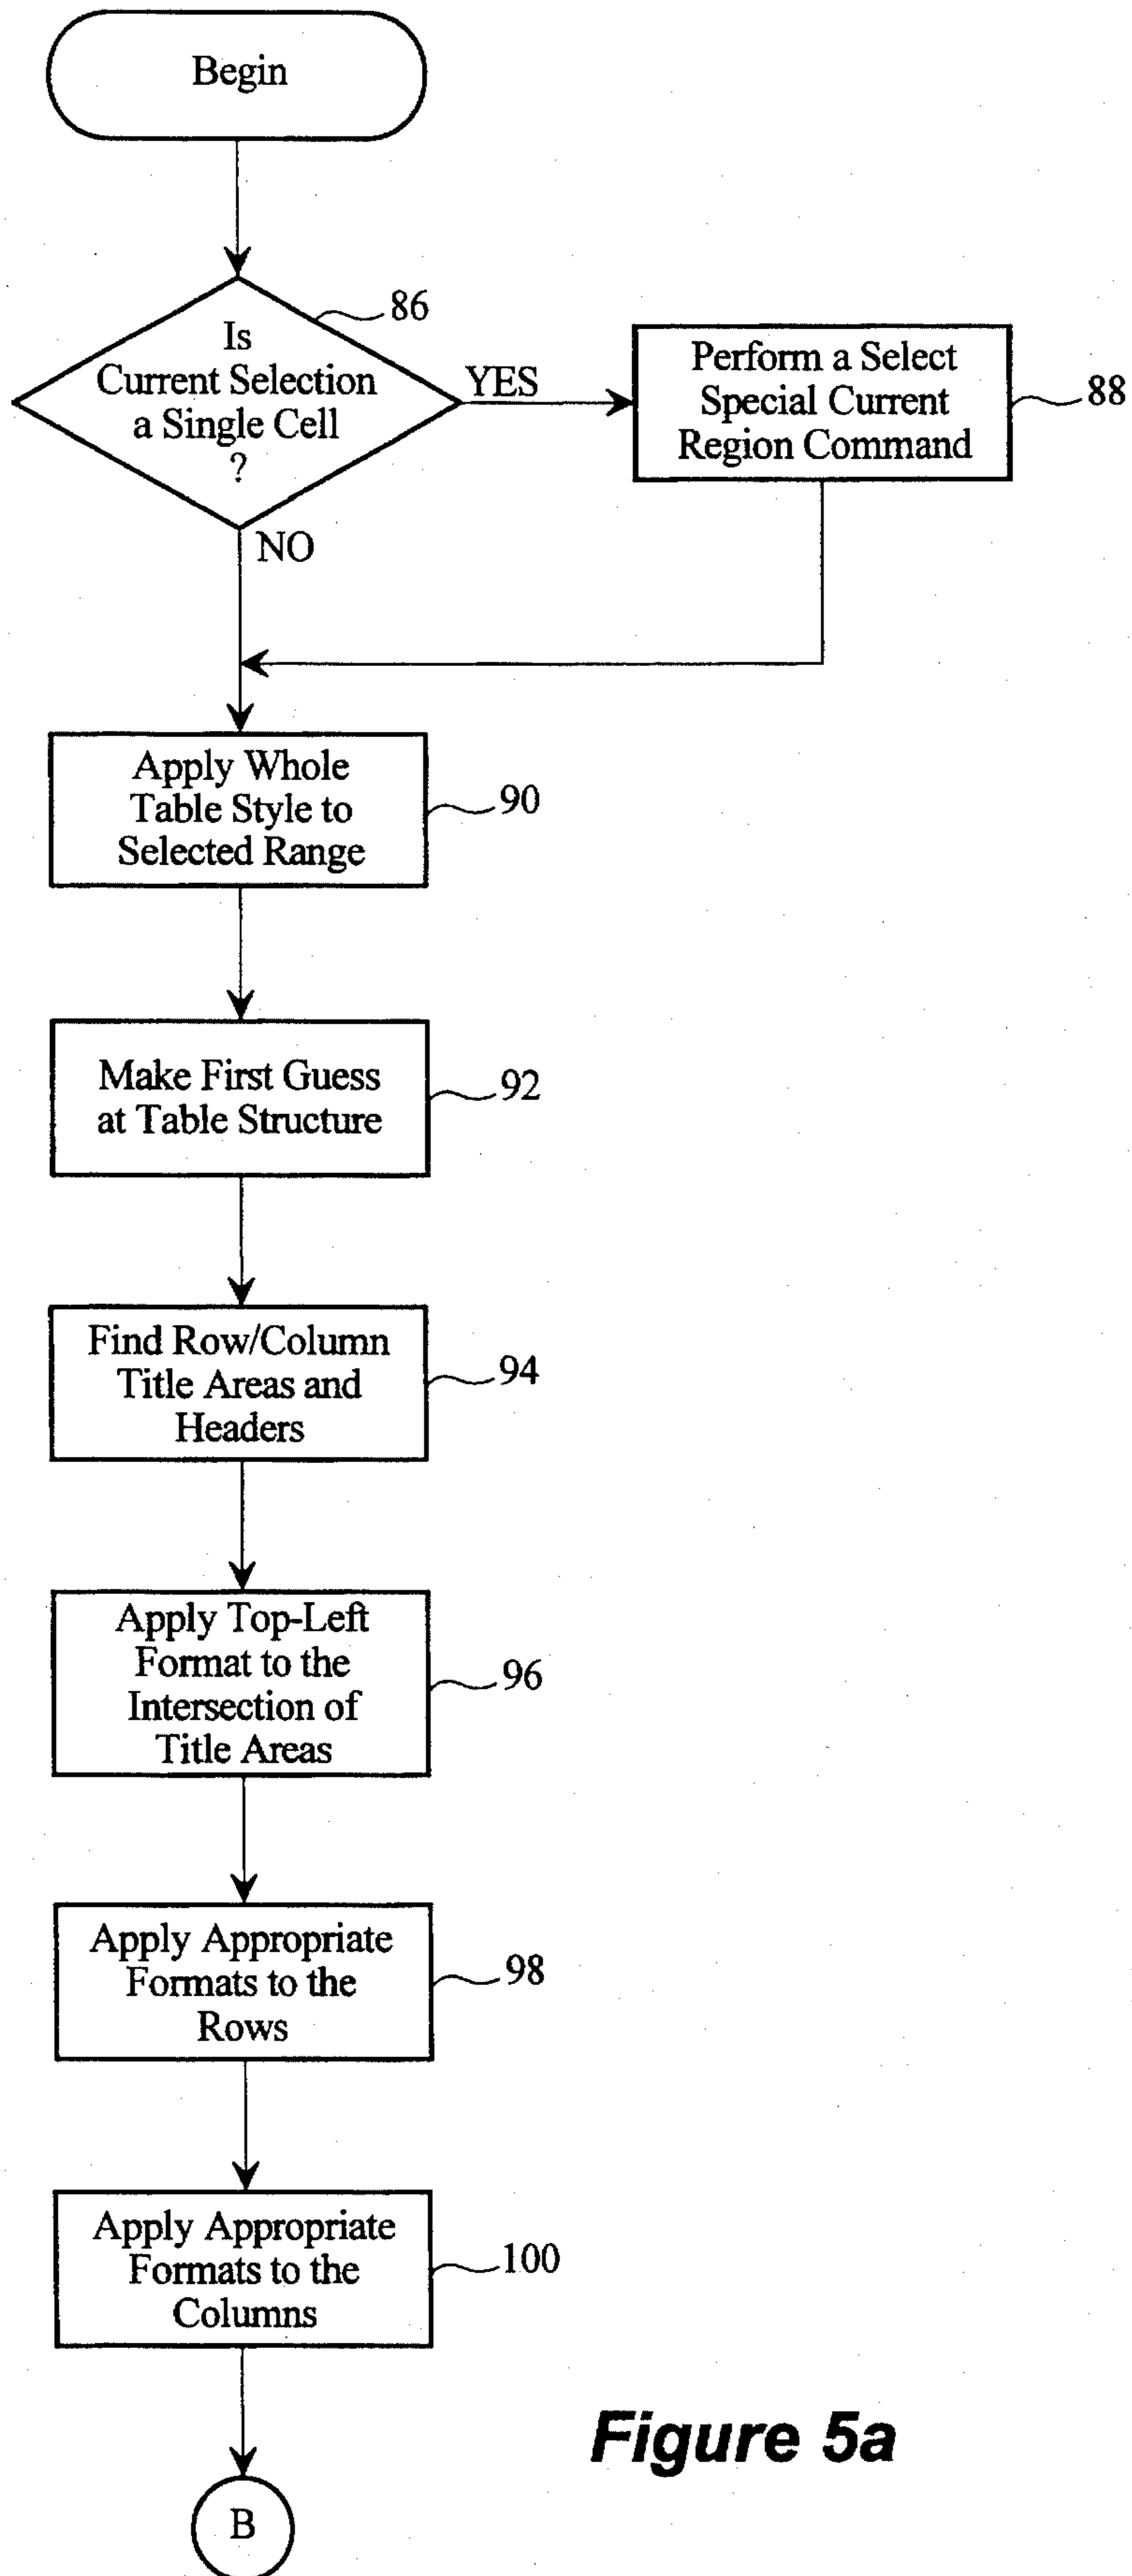 Begin
86
Is
Current Selection
a Single Cell
?
YES
Perform a Select
Special Current
Region Command
88
NO
Apply Whole
Table Style to
Selected Range
90
Make First Guess
at Table Structure
92
Find Row/Column
Title Areas and
Headers
94
Apply Top-Left
Format to the
Intersection of
Title Areas
96
Apply Appropriate
Formats to the
Rows
98
Apply Appropriate
Formats to the
Columns
100
Figure 5a
B